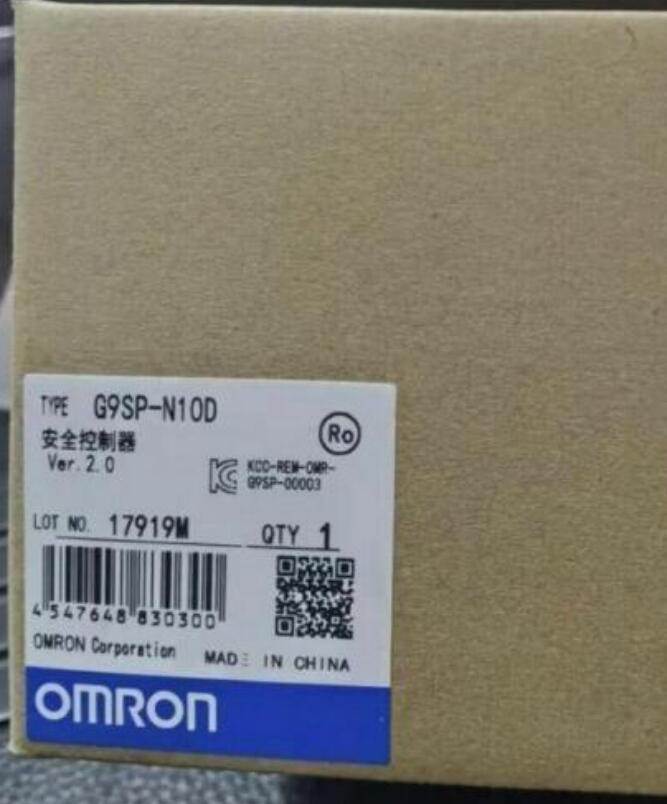 TYPE G9SP-N10D
安全控制器
Ver. 2.0
Ro
KCC-REM-OMR-
G9SP-00003
LOT NO. 17919M QTY 1
4 547648 830300
OMRON Corporation MADE IN CHINA
OMRON